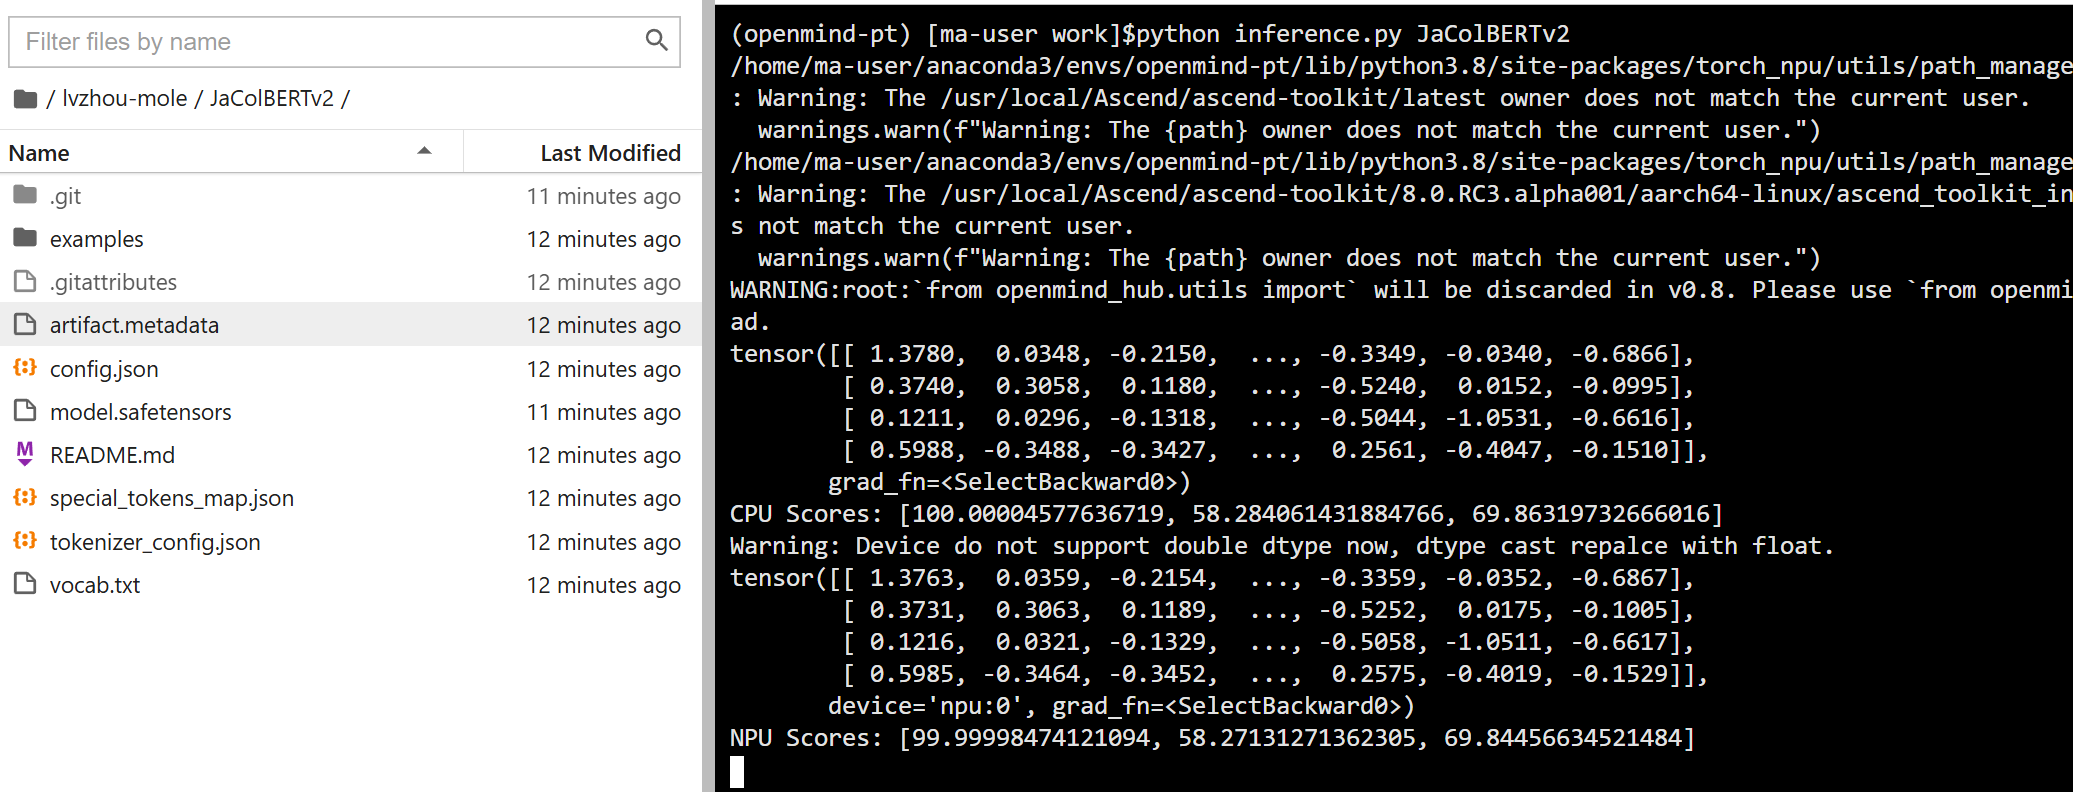 Filter files by name
/ lvzhou-mole / JaColBERTv2 /
Name Last Modified
.git 11 minutes ago
examples 12 minutes ago
.gitattributes 12 minutes ago
artifact.metadata 12 minutes ago
config.json 12 minutes ago
model.safetensors 11 minutes ago
README.md 12 minutes ago
special_tokens_map.json 12 minutes ago
tokenizer_config.json 12 minutes ago
vocab.txt 12 minutes ago
(openmind-pt) [ma-user work]$python inference.py JaColBERTv2
/home/ma-user/anaconda3/envs/openmind-pt/lib/python3.8/site-packages/torch_npu/utils/path_manage
: Warning: The /usr/local/Ascend/ascend-toolkit/latest owner does not match the current user.
  warnings.warn(f"Warning: The {path} owner does not match the current user.")
/home/ma-user/anaconda3/envs/openmind-pt/lib/python3.8/site-packages/torch_npu/utils/path_manage
: Warning: The /usr/local/Ascend/ascend-toolkit/8.0.RC3.alpha001/aarch64-linux/ascend_toolkit_in
s not match the current user.
  warnings.warn(f"Warning: The {path} owner does not match the current user.")
WARNING:root:`from openmind_hub.utils import` will be discarded in v0.8. Please use `from openmi
ad.
tensor([[ 1.3780,  0.0348, -0.2150,  ..., -0.3349, -0.0340, -0.6866],
        [ 0.3740,  0.3058,  0.1180,  ..., -0.5240,  0.0152, -0.0995],
        [ 0.1211,  0.0296, -0.1318,  ..., -0.5044, -1.0531, -0.6616],
        [ 0.5988, -0.3488, -0.3427,  ...,  0.2561, -0.4047, -0.1510]],
       grad_fn=<SelectBackward0>)
CPU Scores: [100.00004577636719, 58.284061431884766, 69.86319732666016]
Warning: Device do not support double dtype now, dtype cast repalce with float.
tensor([[ 1.3763,  0.0359, -0.2154,  ..., -0.3359, -0.0352, -0.6867],
        [ 0.3731,  0.3063,  0.1189,  ..., -0.5252,  0.0175, -0.1005],
        [ 0.1216,  0.0321, -0.1329,  ..., -0.5058, -1.0511, -0.6617],
        [ 0.5985, -0.3464, -0.3452,  ...,  0.2575, -0.4019, -0.1529]],
       device='npu:0', grad_fn=<SelectBackward0>)
NPU Scores: [99.99998474121094, 58.27131271362305, 69.84456634521484]